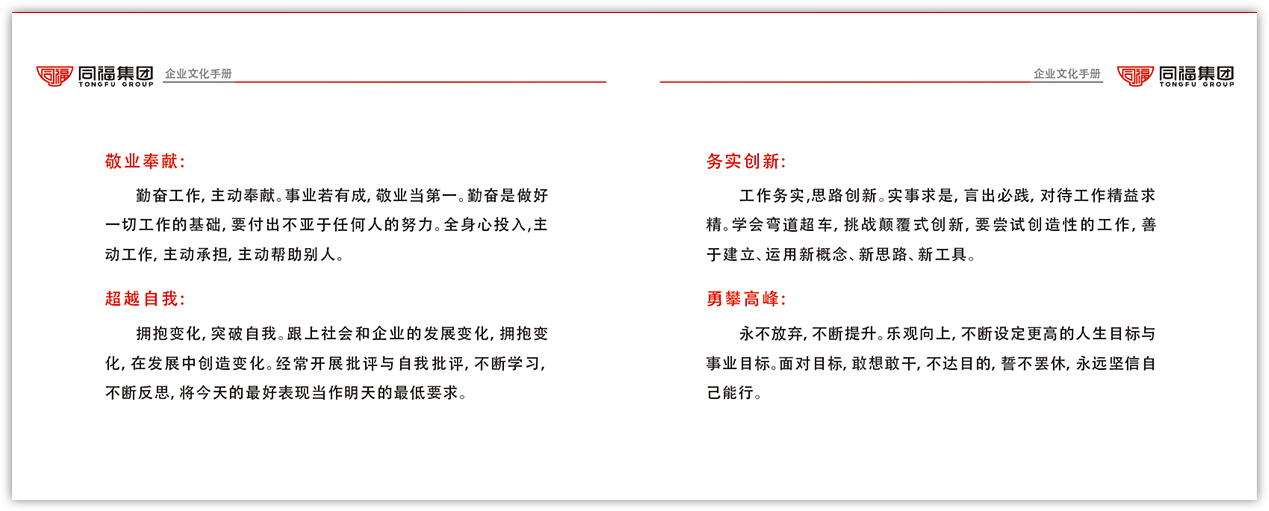 同福
同福集团
TONGFU GROUP
企业文化手册
敬业奉献:
勤奋工作, 主动奉献。事业若有成, 敬业当第一。勤奋是做好
一切工作的基础, 要付出不亚于任何人的努力。全身心投入,主
动工作, 主动承担, 主动帮助别人。
超越自我:
拥抱变化, 突破自我。跟上社会和企业的发展变化, 拥抱变
化, 在发展中创造变化。经常开展批评与自我批评, 不断学习,
不断反思, 将今天的最好表现当作明天的最低要求。
企业文化手册
同福
同福集团
TONGFU GROUP
务实创新:
工作务实,思路创新。实事求是, 言出必践, 对待工作精益求
精。学会弯道超车, 挑战颠覆式创新, 要尝试创造性的工作, 善
于建立、运用新概念、新思路、新工具。
勇攀高峰:
永不放弃, 不断提升。乐观向上, 不断设定更高的人生目标与
事业目标。面对目标, 敢想敢干, 不达目的, 誓不罢休, 永远坚信自
己能行。